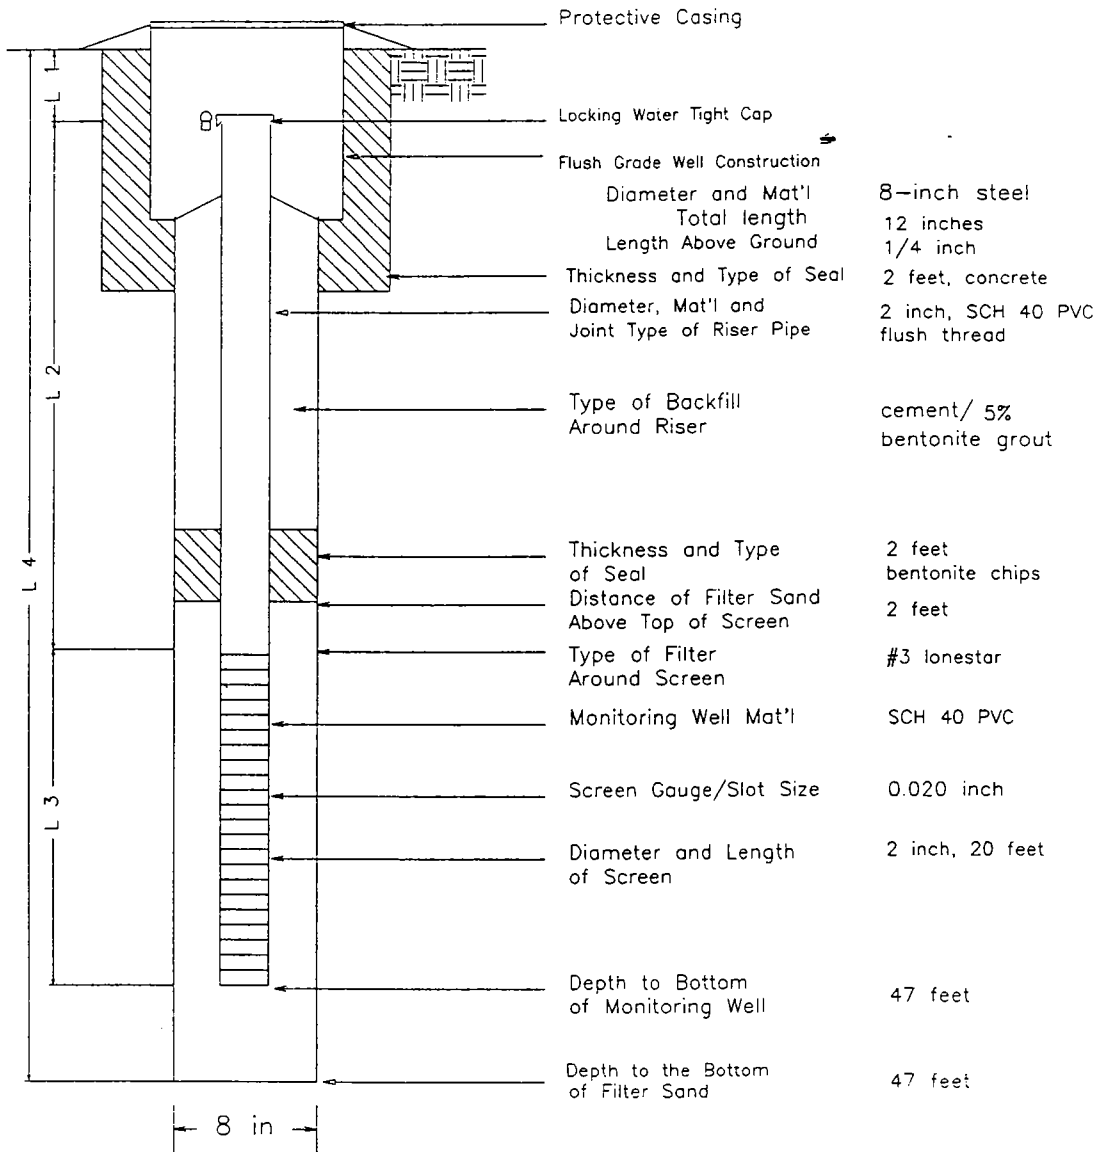 Protective Casing
L 1
Locking Water Tight Cap
Flush Grade Well Construction
Diameter and Mat'l 8-inch steel
Total length 12 inches
Length Above Ground 1/4 inch
Thickness and Type of Seal 2 feet, concrete
Diameter, Mat'l and 2 inch, SCH 40 PVC
Joint Type of Riser Pipe flush thread
L 2
Type of Backfill cement/ 5%
Around Riser bentonite grout
L 4
Thickness and Type 2 feet
of Seal bentonite chips
Distance of Filter Sand
Above Top of Screen 2 feet
Type of Filter #3 lonestar
Around Screen
Monitoring Well Mat'l SCH 40 PVC
L 3
Screen Gauge/Slot Size 0.020 inch
Diameter and Length 2 inch, 20 feet
of Screen
Depth to Bottom
of Monitoring Well 47 feet
Depth to the Bottom
of Filter Sand 47 feet
8 in